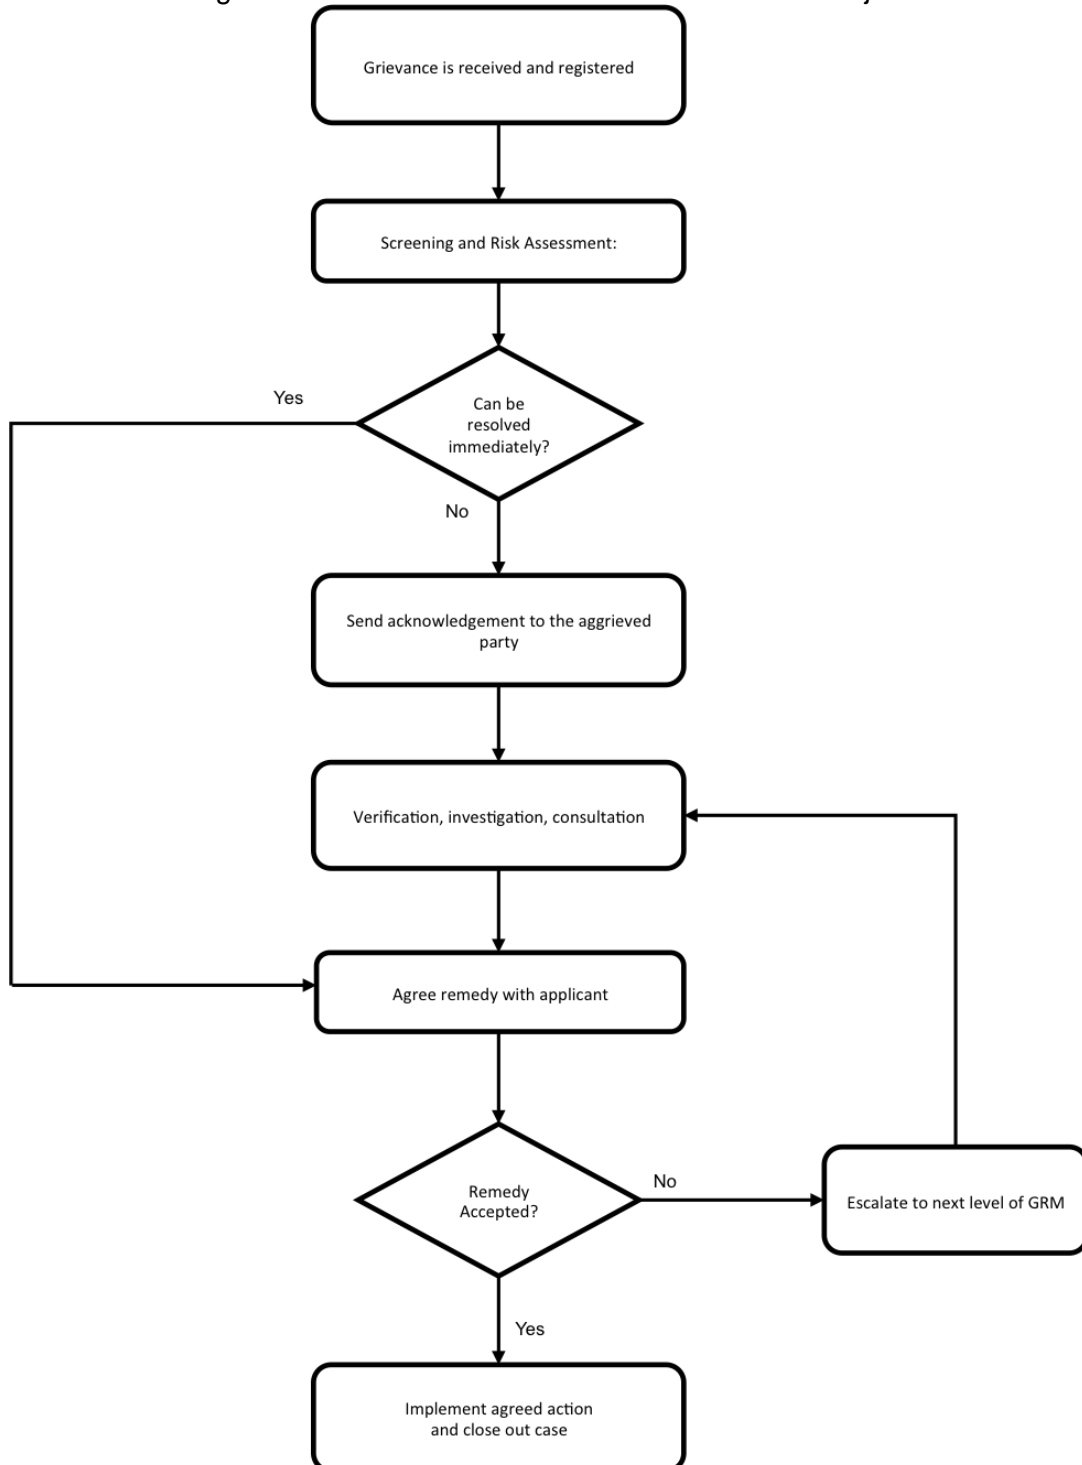 Grievance is received and registered
Screening and Risk Assessment:
Can be
resolved
immediately?
Yes
No
Send acknowledgement to the aggrieved
party
Verification, investigation, consultation
Agree remedy with applicant
Remedy
Accepted?
No
Escalate to next level of GRM
Yes
Implement agreed action
and close out case